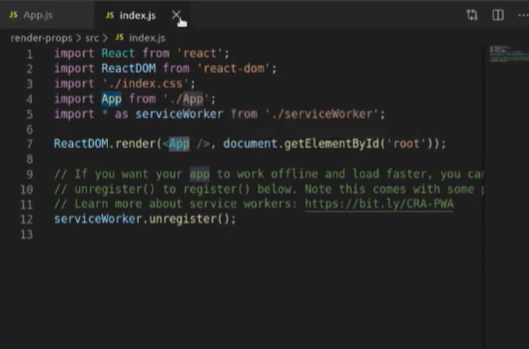 JS App.js JS index.js
render-props > src > JS index.js
1 import React from 'react';
2 import ReactDOM from 'react-dom';
3 import './index.css';
4 import App from './App';
5 import * as serviceWorker from './serviceWorker';
6
7 ReactDOM.render(<App />, document.getElementById('root'));
8
9 // If you want your app to work offline and load faster, you can
10 // unregister() to register() below. Note this comes with some p
11 // Learn more about service workers: https://bit.ly/CRA-PWA
12 serviceWorker.unregister();
13